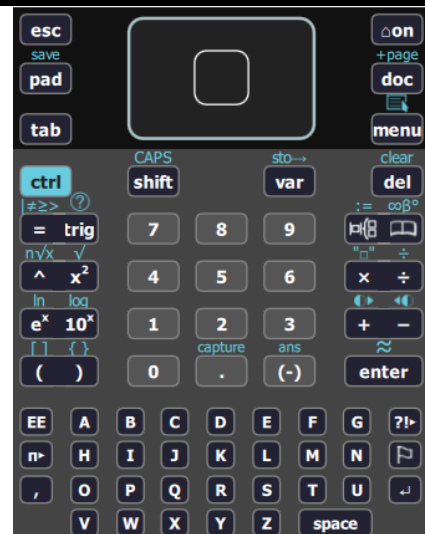 esc ⌂on
save +page
pad doc
tab menu
CAPS sto→ clear
ctrl shift var del
|≠≥> ? := ∞β°
= trig 7 8 9
n√x √ "□" ÷
^ x² 4 5 6 × ÷
ln log
eˣ 10ˣ 1 2 3 + −
[ ] { } capture ans ≈
( ) 0 . (-) enter
EE A B C D E F G ?!▸
π▸ H I J K L M N
, O P Q R S T U ↵
V W X Y Z space